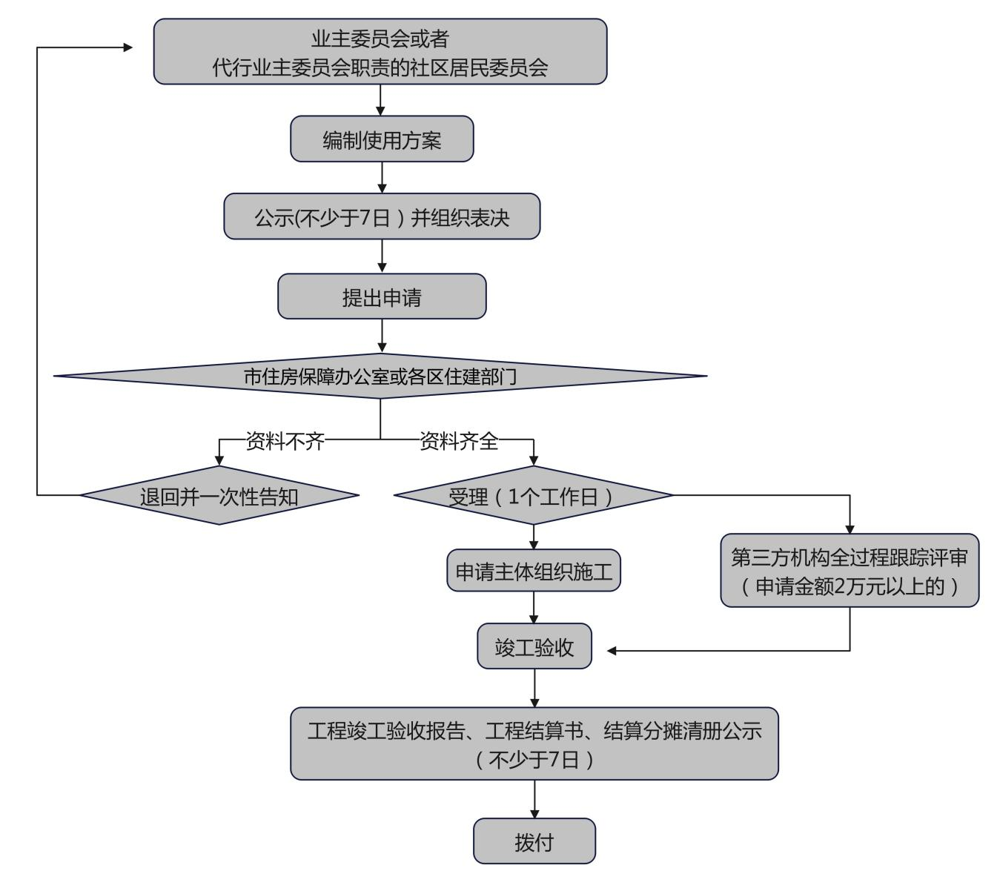 业主委员会或者
代行业主委员会职责的社区居民委员会
编制使用方案
公示(不少于7日）并组织表决
提出申请
市住房保障办公室或各区住建部门
资料不齐
资料齐全
退回并一次性告知
受理（1个工作日）
第三方机构全过程跟踪评审
（申请金额2万元以上的）
申请主体组织施工
竣工验收
工程竣工验收报告、工程结算书、结算分摊清册公示
（不少于7日）
拨付